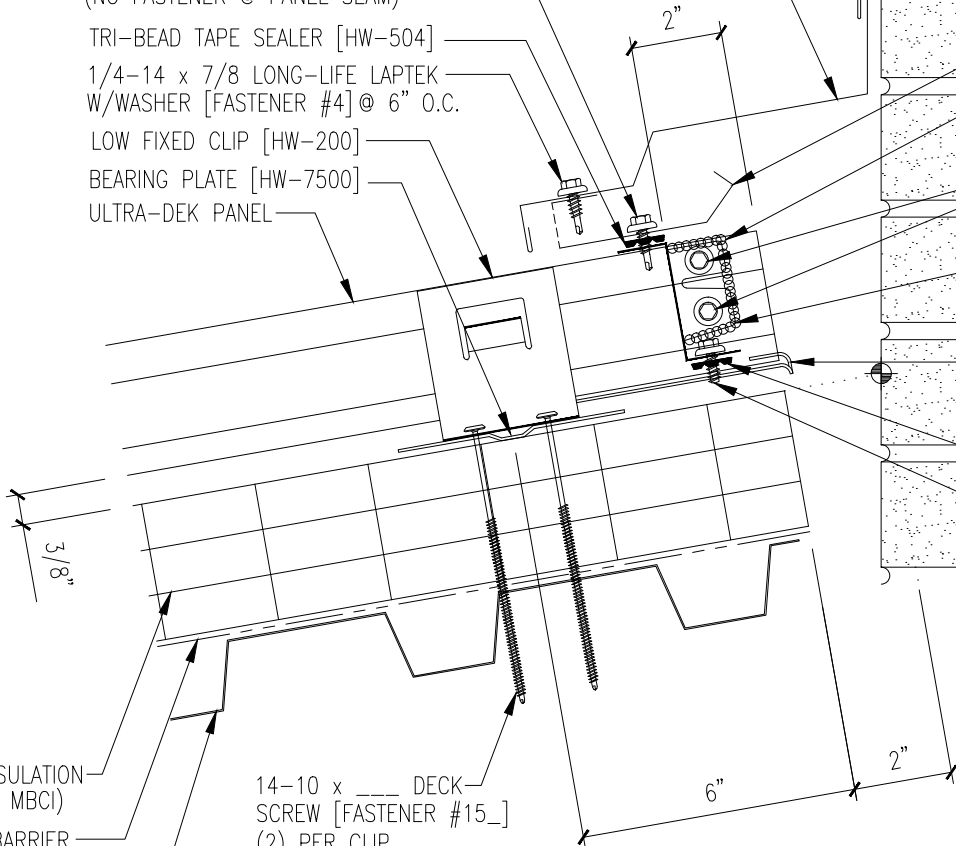 (NO FASTENER @ PANEL SEAM)
TRI-BEAD TAPE SEALER [HW-504]
1/4-14 x 7/8 LONG-LIFE LAPTEK
W/WASHER [FASTENER #4]@ 6" O.C.
LOW FIXED CLIP [HW-200]
BEARING PLATE [HW-7500]
ULTRA-DEK PANEL
2"
3/8"
SULATION
MBCI)
BARRIER
14-10 x ___ DECK
SCREW [FASTENER #15_]
(2) PER CLIP
6"
2"